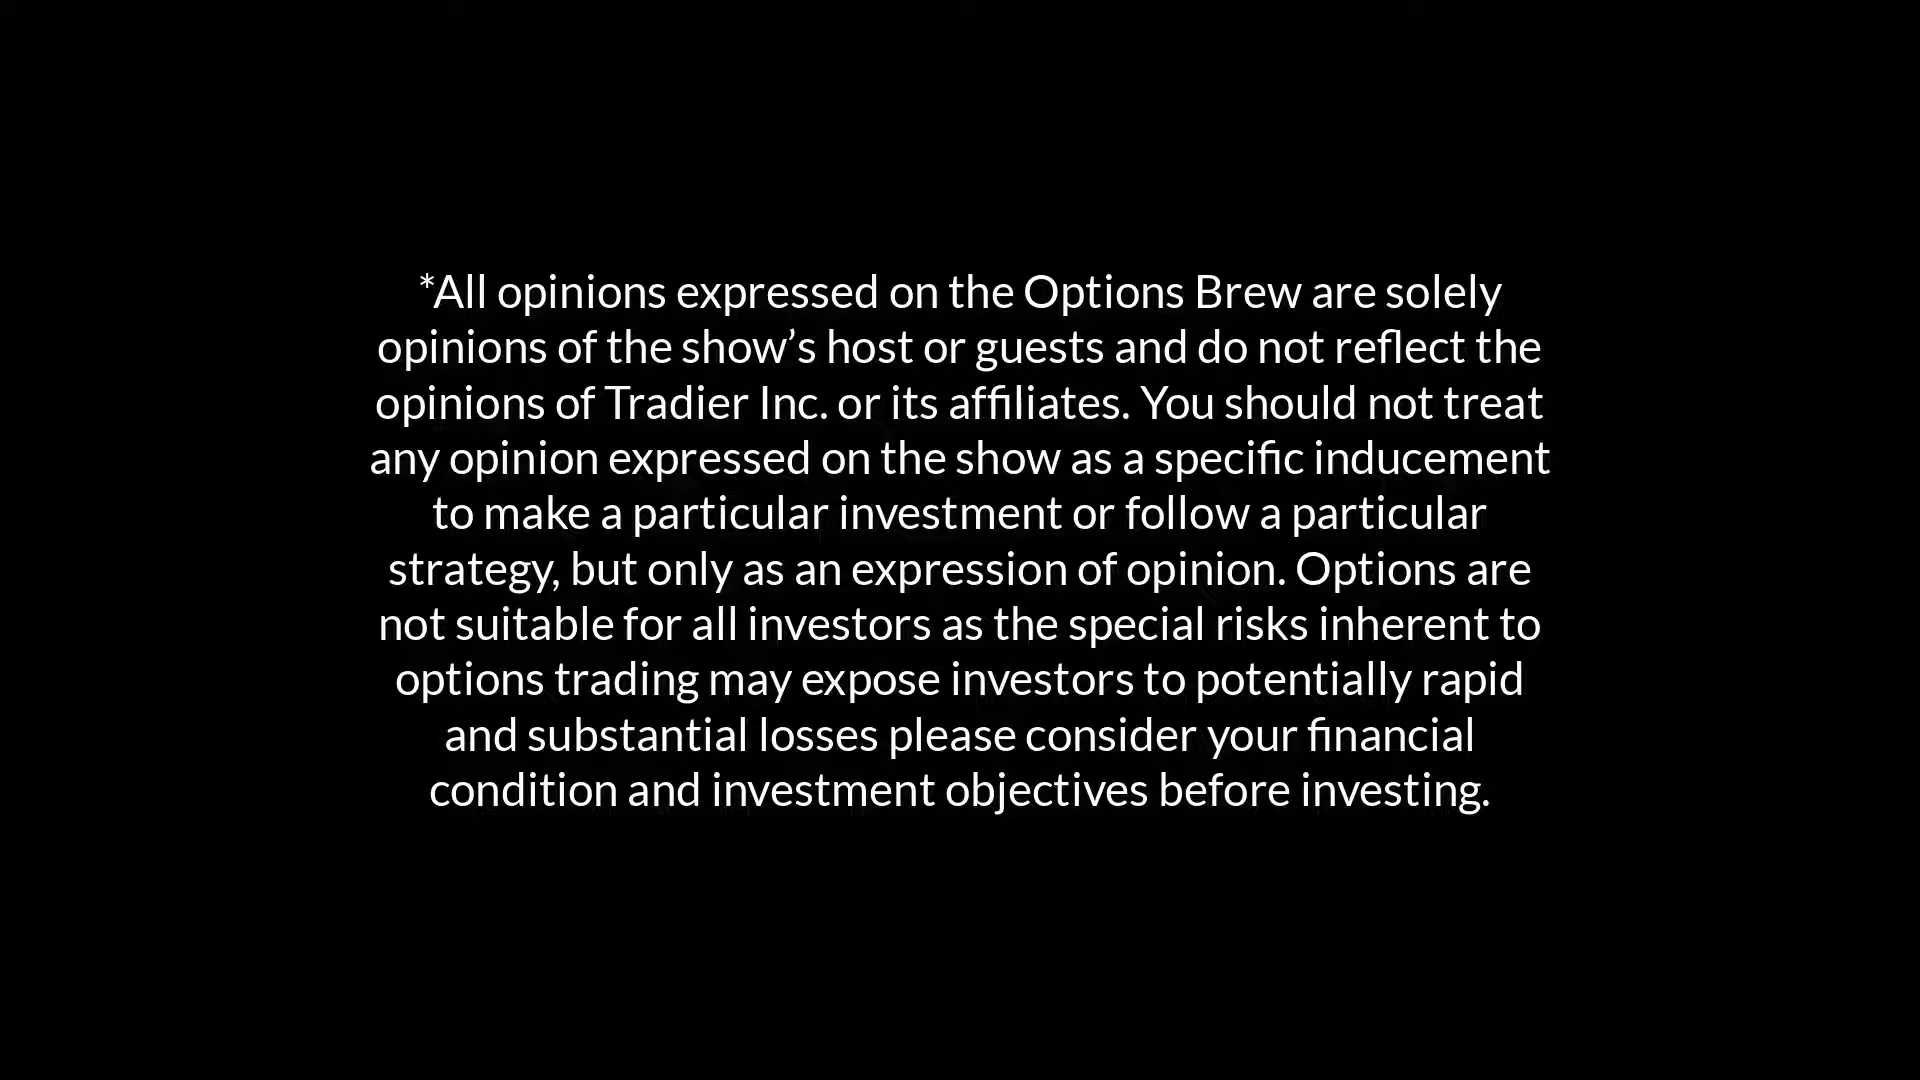 *All opinions expressed on the Options Brew are solely
opinions of the show’s host or guests and do not reflect the
opinions of Tradier Inc. or its affiliates. You should not treat
any opinion expressed on the show as a specific inducement
to make a particular investment or follow a particular
strategy, but only as an expression of opinion. Options are
not suitable for all investors as the special risks inherent to
options trading may expose investors to potentially rapid
and substantial losses please consider your financial
condition and investment objectives before investing.